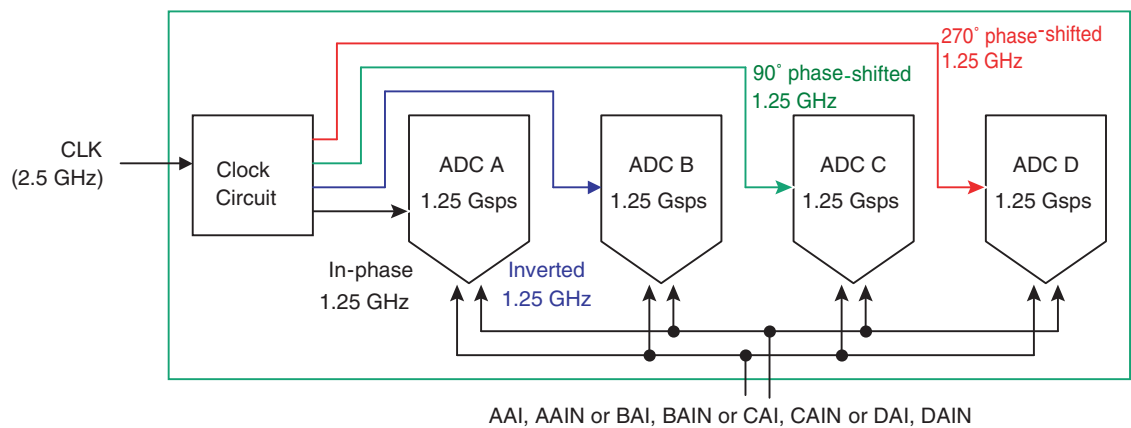 270° phase-shifted
1.25 GHz
90° phase-shifted
1.25 GHz
CLK
(2.5 GHz)
Clock
Circuit
ADC A
1.25 Gsps
ADC B
1.25 Gsps
ADC C
1.25 Gsps
ADC D
1.25 Gsps
In-phase
1.25 GHz
Inverted
1.25 GHz
AAI, AAIN or BAI, BAIN or CAI, CAIN or DAI, DAIN